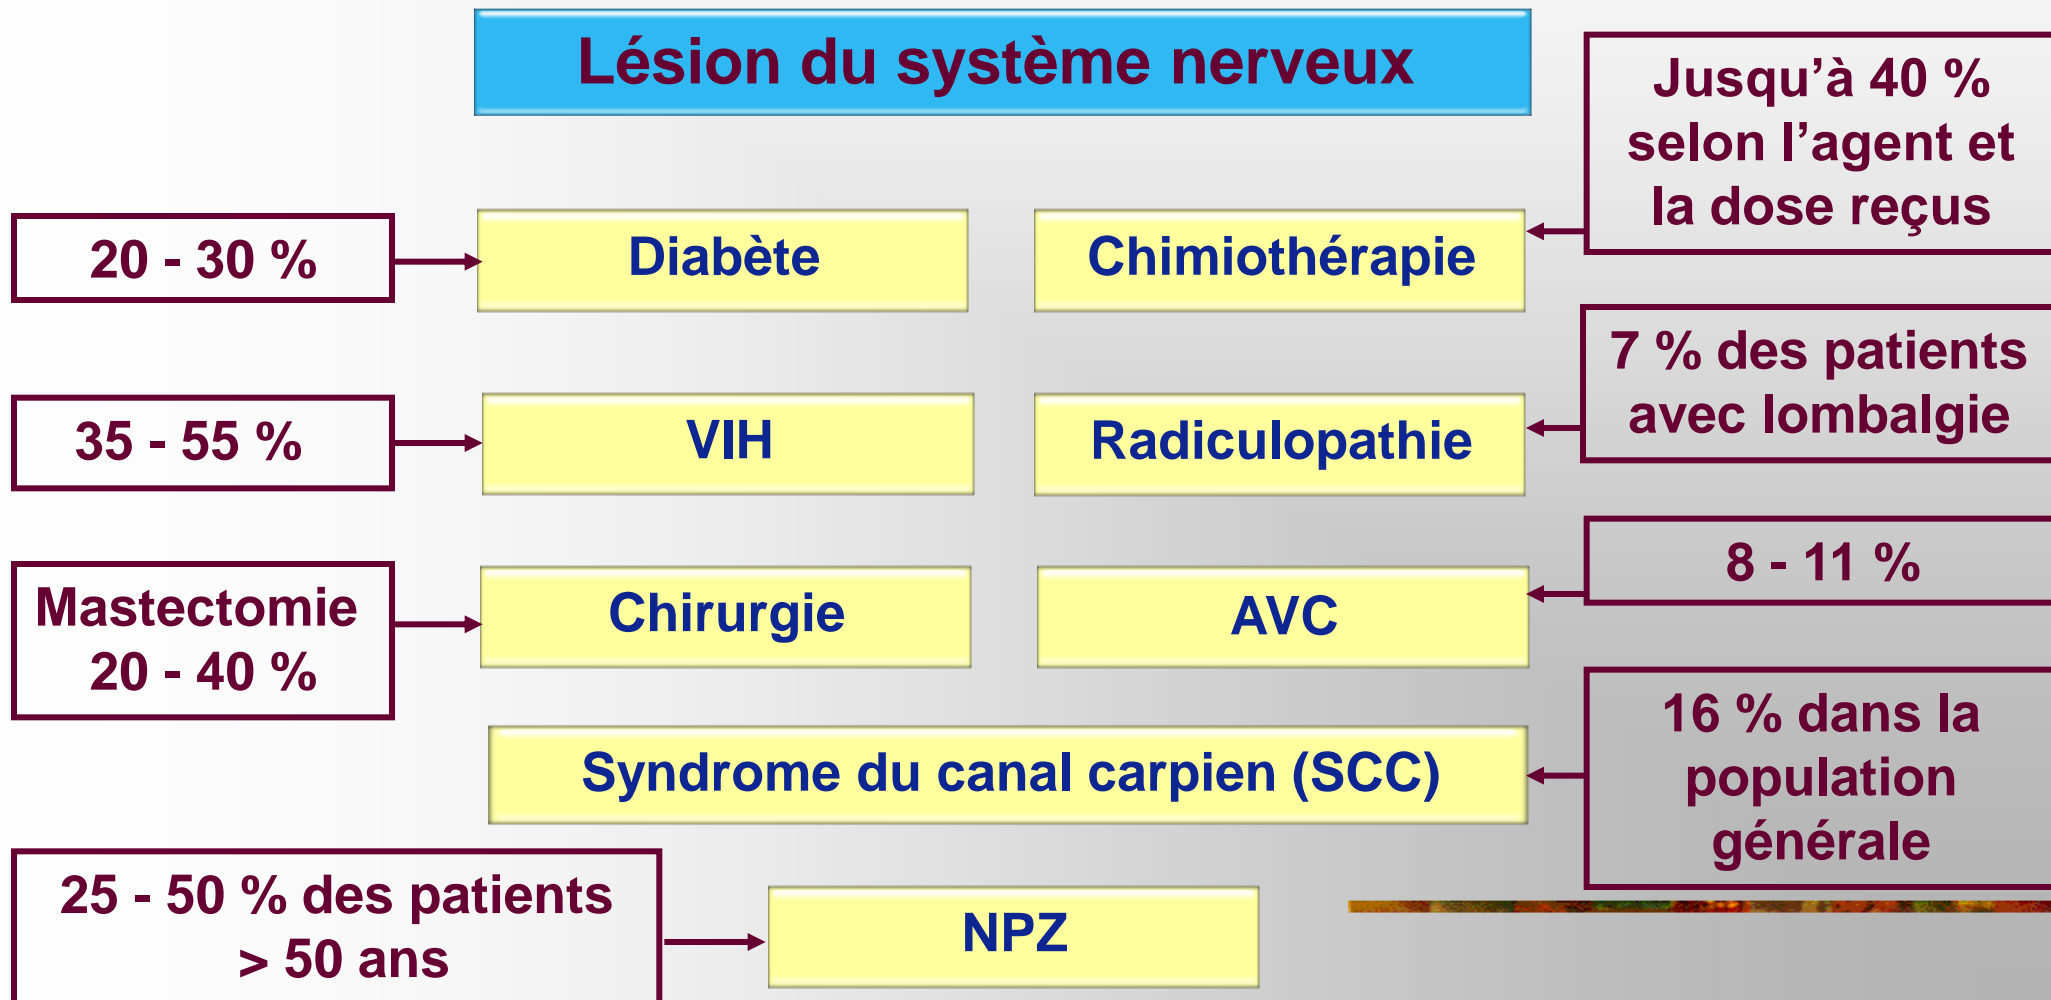 Lésion du système nerveux
Jusqu’à 40 %
selon l’agent et
la dose reçus
20 - 30 %
Diabète
Chimiothérapie
7 % des patients
avec lombalgie
35 - 55 %
VIH
Radiculopathie
8 - 11 %
Mastectomie
20 - 40 %
Chirurgie
AVC
16 % dans la
population
générale
Syndrome du canal carpien (SCC)
25 - 50 % des patients
> 50 ans
NPZ